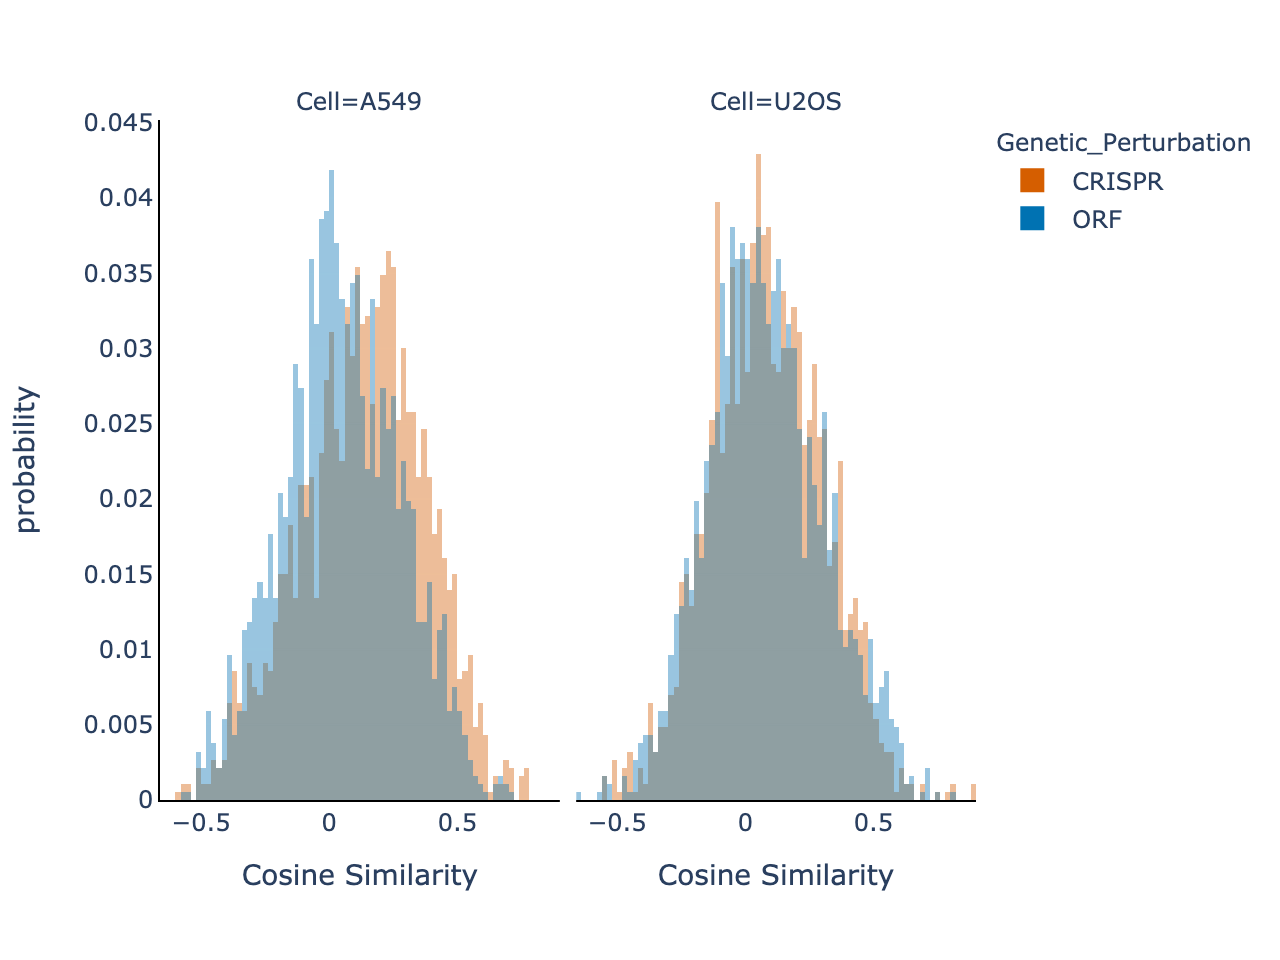 Cell=A549
Cell=U2OS
Genetic_Perturbation
CRISPR
ORF
probability
0.045
0.04
0.035
0.03
0.025
0.02
0.015
0.01
0.005
0
−0.5
0
0.5
−0.5
0
0.5
Cosine Similarity
Cosine Similarity